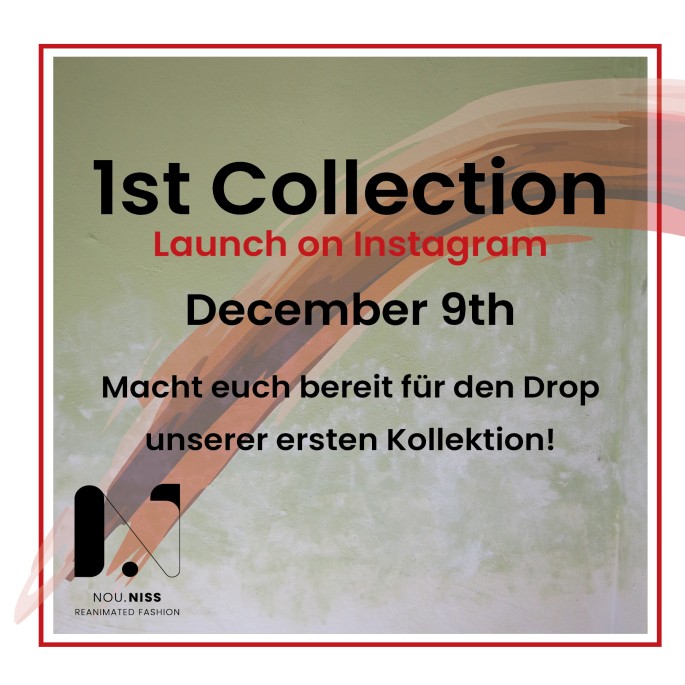 1st Collection
Launch on Instagram
December 9th
Macht euch bereit für den Drop
unserer ersten Kollektion!
N.
NOU.NISS
REANIMATED FASHION